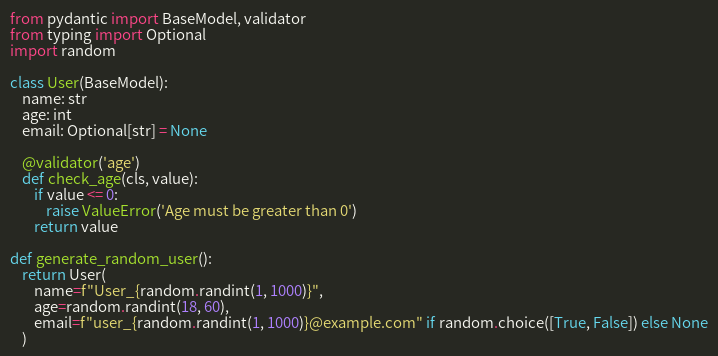 from pydantic import BaseModel, validator
from typing import Optional
import random

class User(BaseModel):
    name: str
    age: int
    email: Optional[str] = None

    @validator('age')
    def check_age(cls, value):
        if value <= 0:
            raise ValueError('Age must be greater than 0')
        return value

def generate_random_user():
    return User(
        name=f"User_{random.randint(1, 1000)}",
        age=random.randint(18, 60),
        email=f"user_{random.randint(1, 1000)}@example.com" if random.choice([True, False]) else None
    )